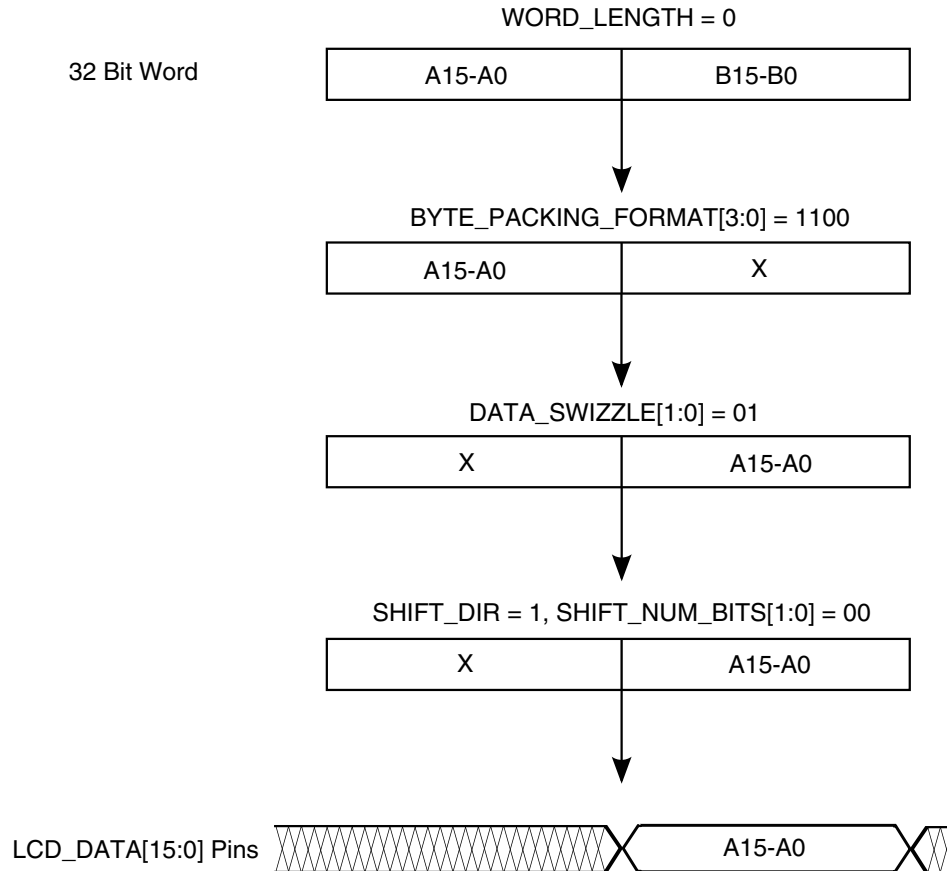 WORD_LENGTH = 0
32 Bit Word
A15-A0 B15-B0
BYTE_PACKING_FORMAT[3:0] = 1100
A15-A0 X
DATA_SWIZZLE[1:0] = 01
X A15-A0
SHIFT_DIR = 1, SHIFT_NUM_BITS[1:0] = 00
X A15-A0
LCD_DATA[15:0] Pins A15-A0